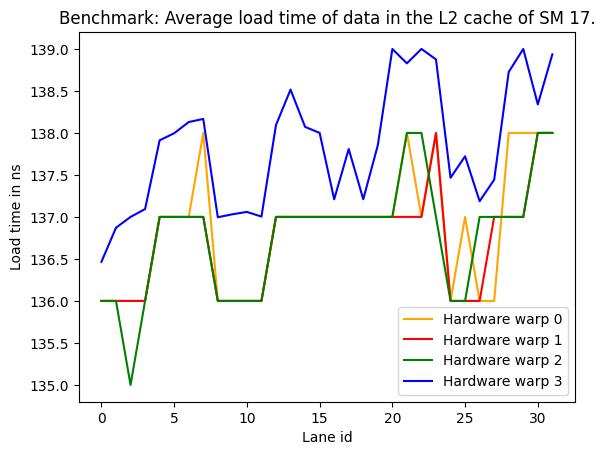 Benchmark: Average load time of data in the L2 cache of SM 17.
139.0
138.5
138.0
137.5
137.0
136.5
136.0
135.5
135.0
Load time in ns
Hardware warp 0
Hardware warp 1
Hardware warp 2
Hardware warp 3
0 5 10 15 20 25 30
Lane id